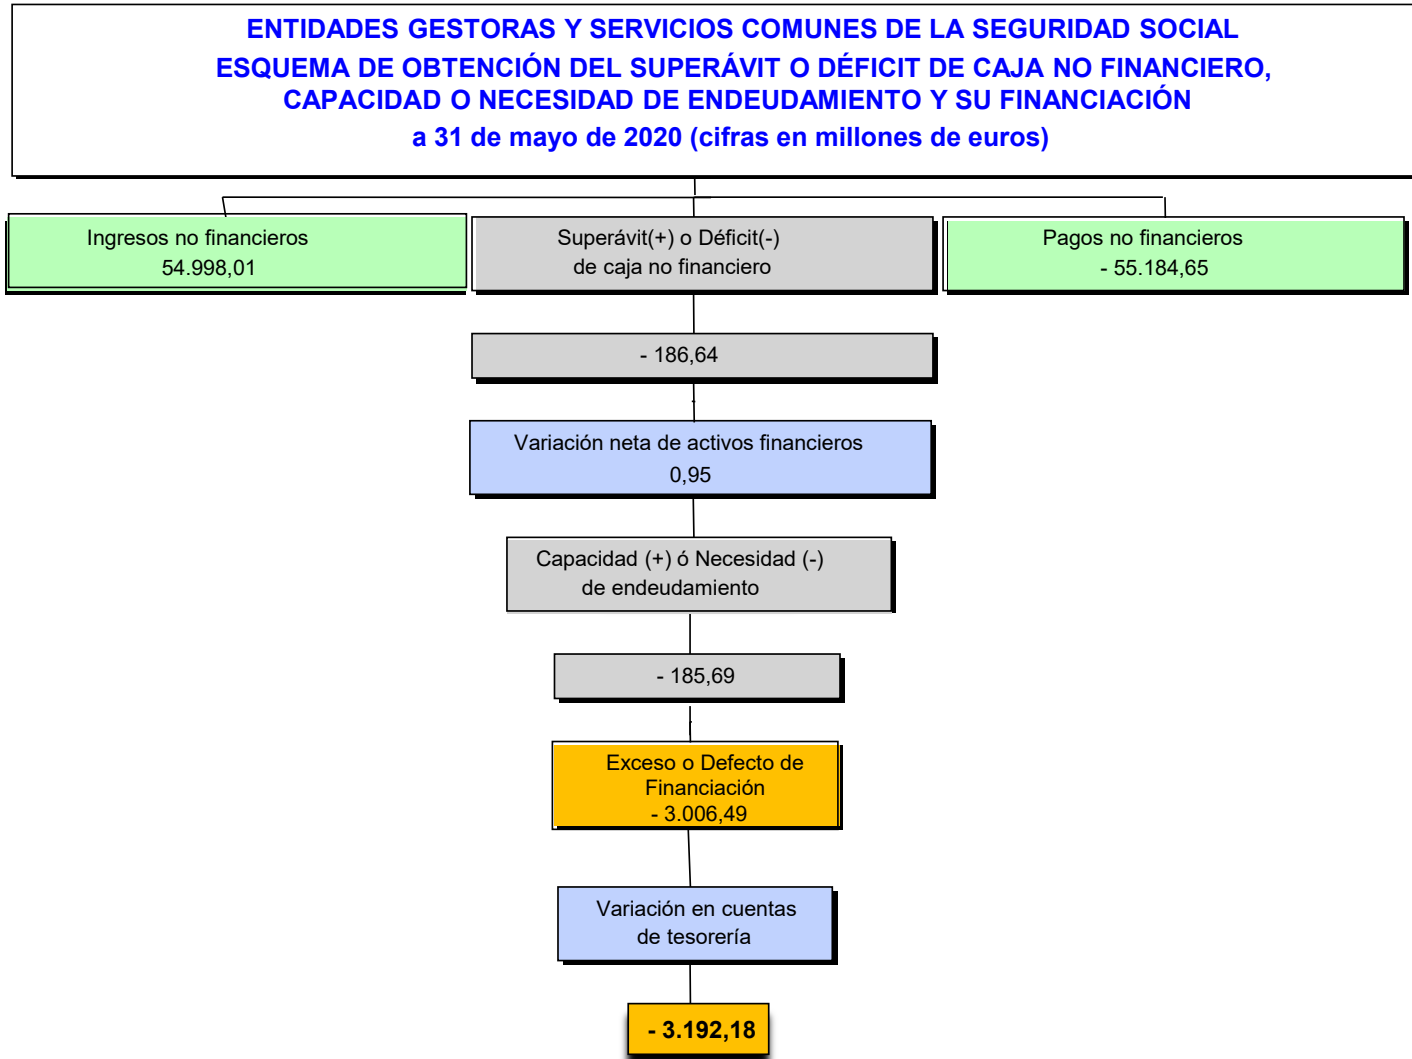 ENTIDADES GESTORAS Y SERVICIOS COMUNES DE LA SEGURIDAD SOCIAL
ESQUEMA DE OBTENCIÓN DEL SUPERÁVIT O DÉFICIT DE CAJA NO FINANCIERO,
CAPACIDAD O NECESIDAD DE ENDEUDAMIENTO Y SU FINANCIACIÓN
a 31 de mayo de 2020 (cifras en millones de euros)
Ingresos no financieros
54.998,01
Superávit(+) o Déficit(-)
de caja no financiero
Pagos no financieros
- 55.184,65
- 186,64
Variación neta de activos financieros
0,95
Capacidad (+) ó Necesidad (-)
de endeudamiento
- 185,69
Exceso o Defecto de
Financiación
- 3.006,49
Variación en cuentas
de tesorería
- 3.192,18